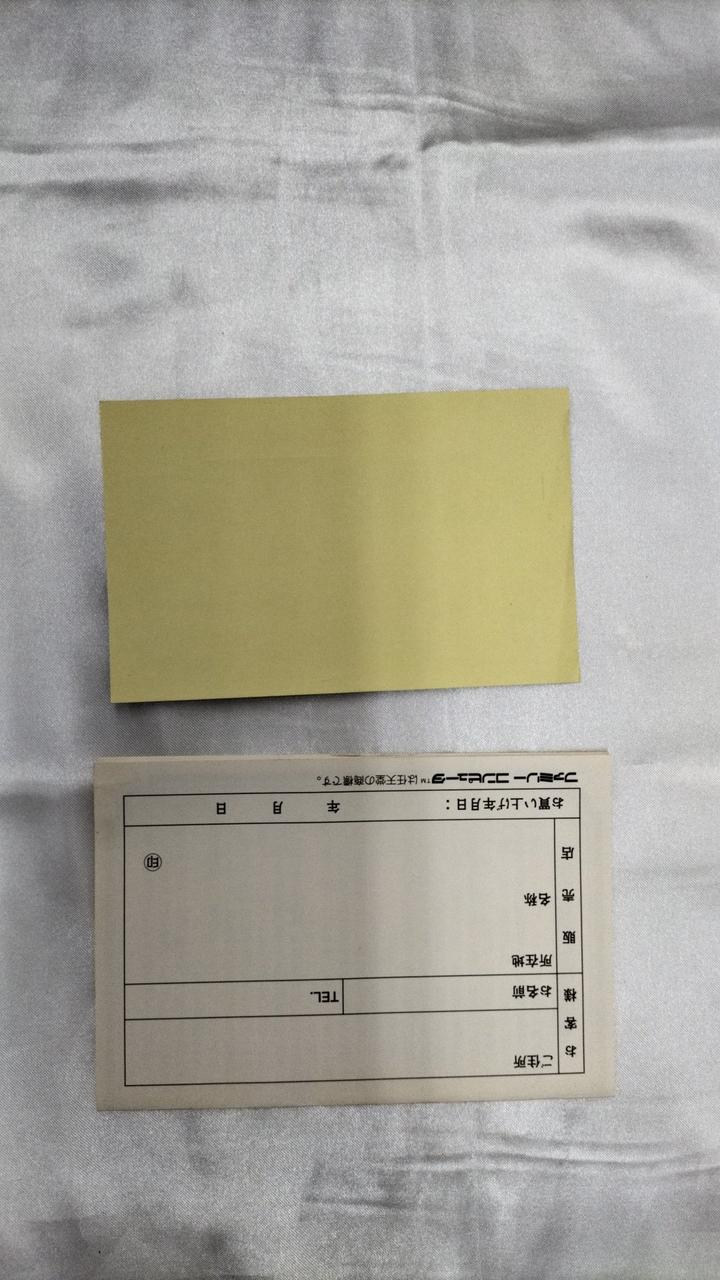 ご住所
お客様
お名前
TEL.
所在地
販売店
名称
㊞
お買い上げ年月日： 年 月 日
ファミリーコンピュータ™は任天堂の商標です。